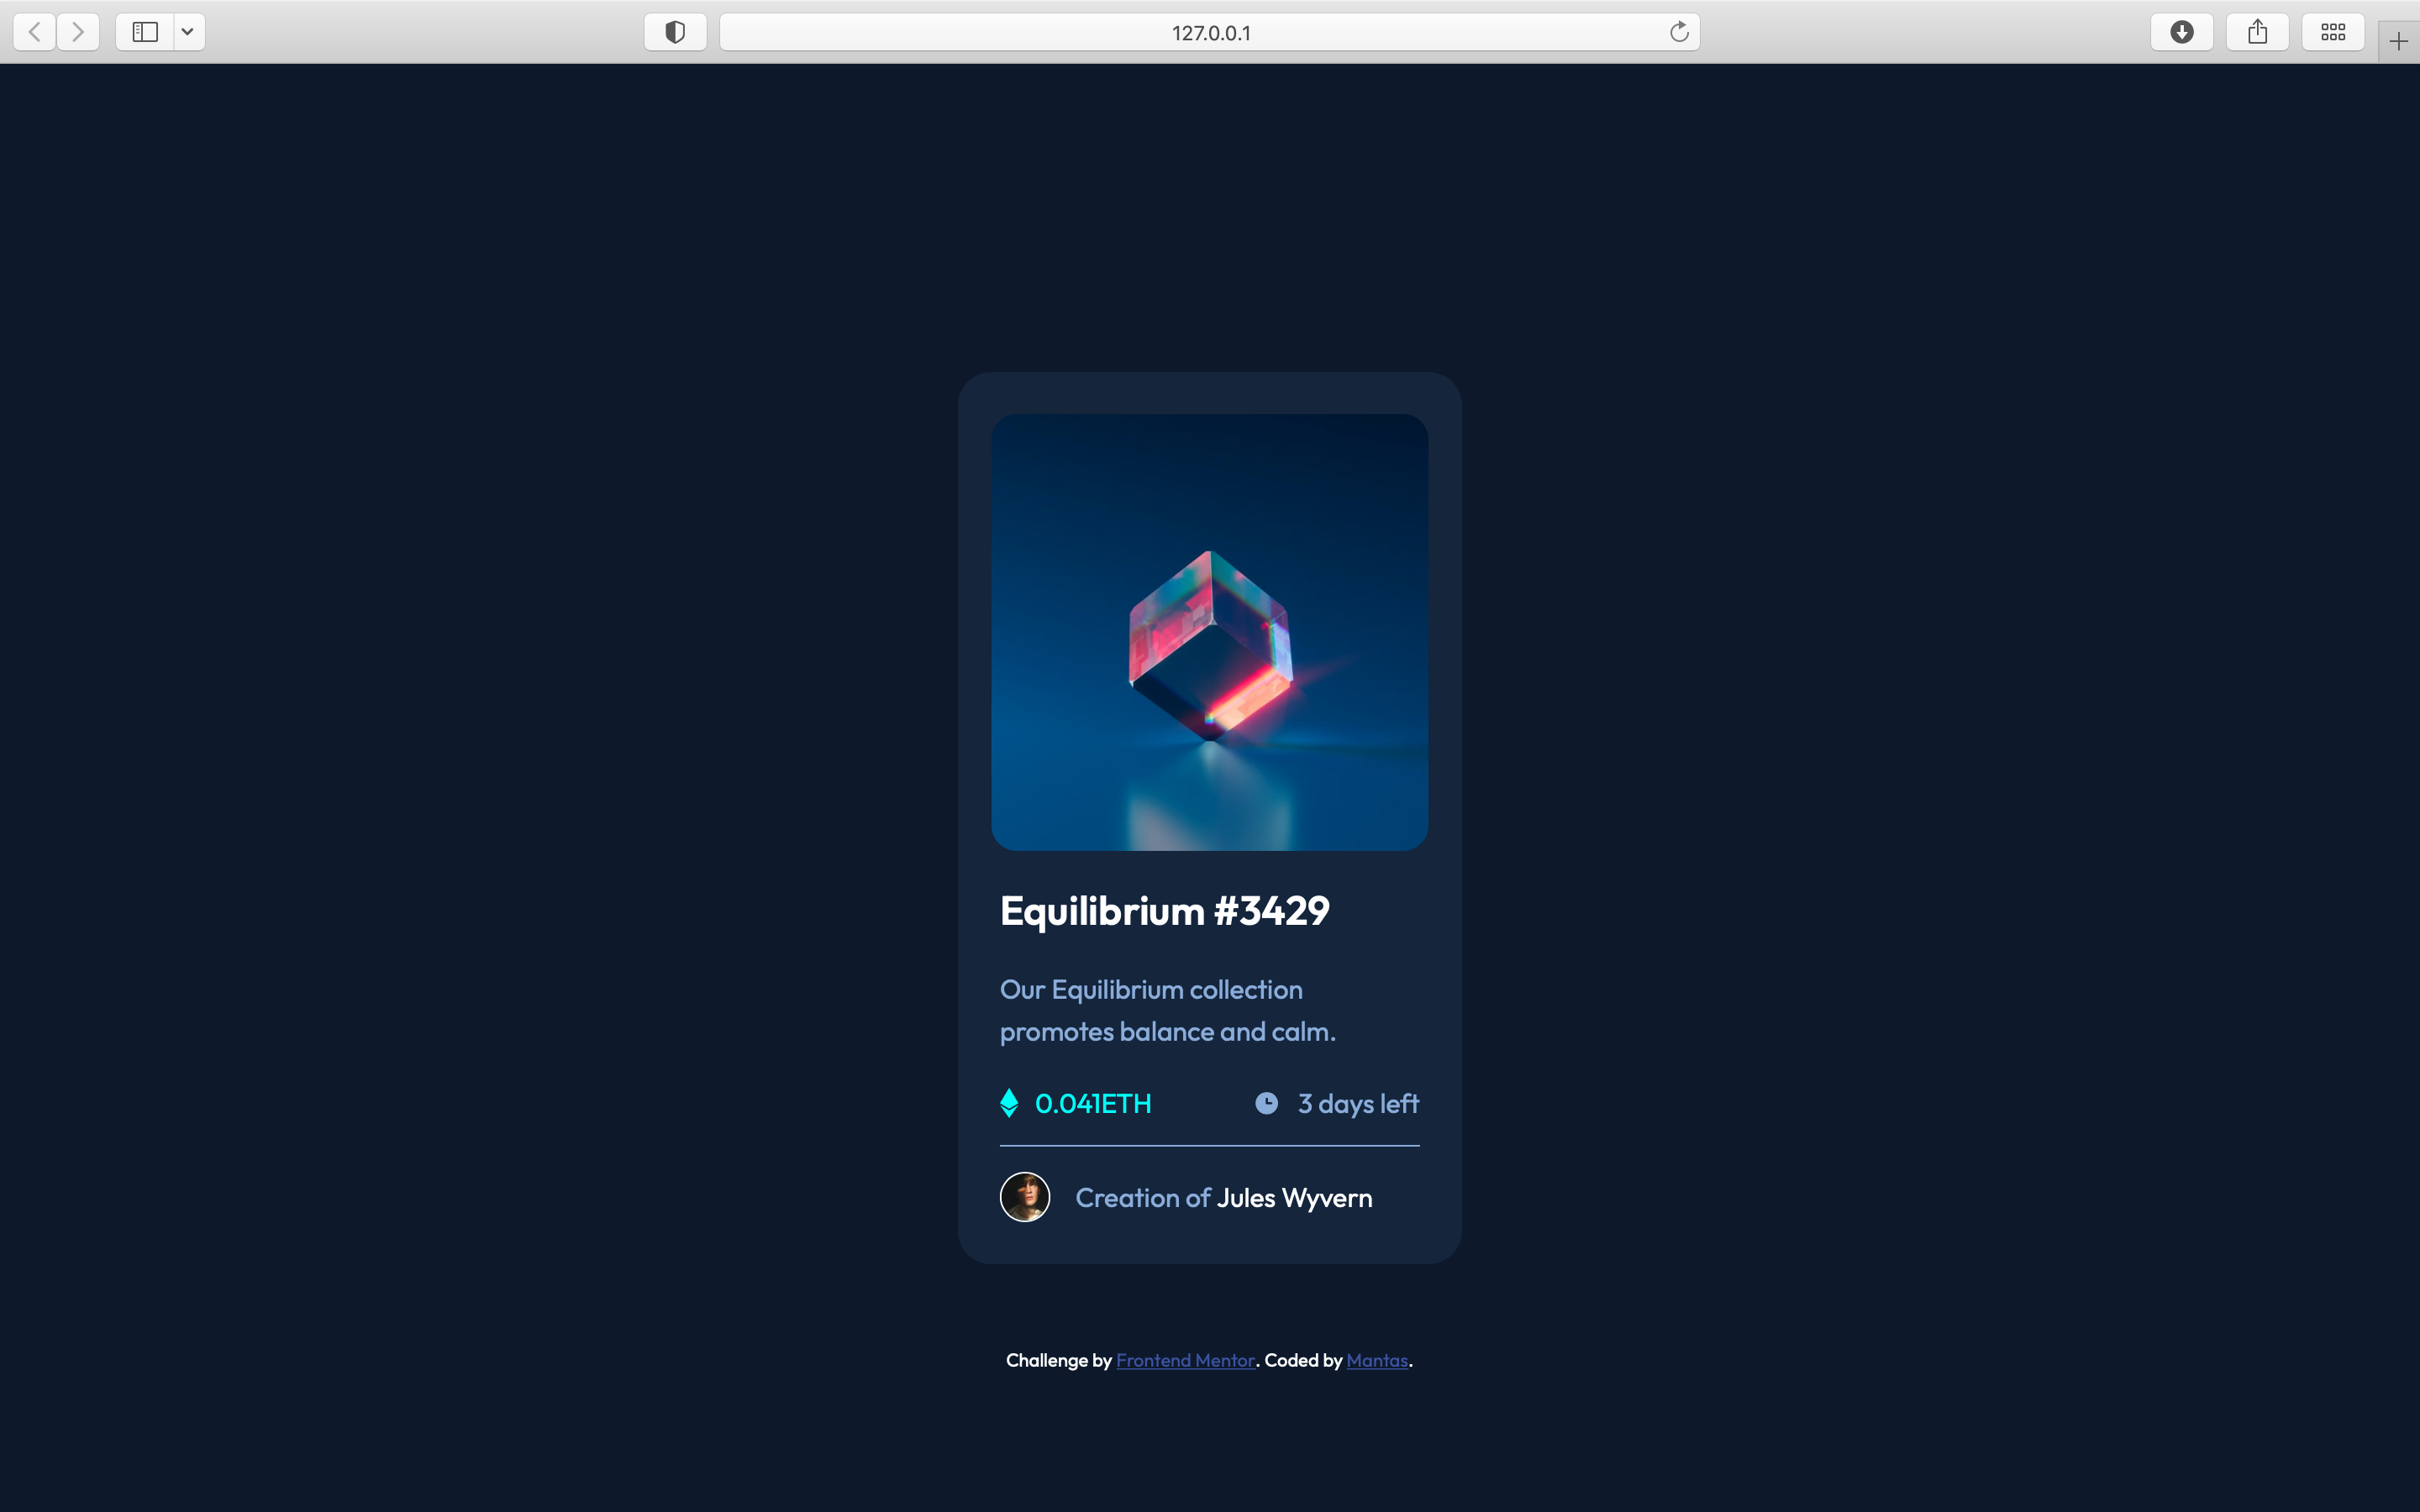 127.0.0.1
Equilibrium #3429
Our Equilibrium collection
promotes balance and calm.
0.041ETH
3 days left
Creation of Jules Wyvern
Challenge by Frontend Mentor. Coded by Mantas.